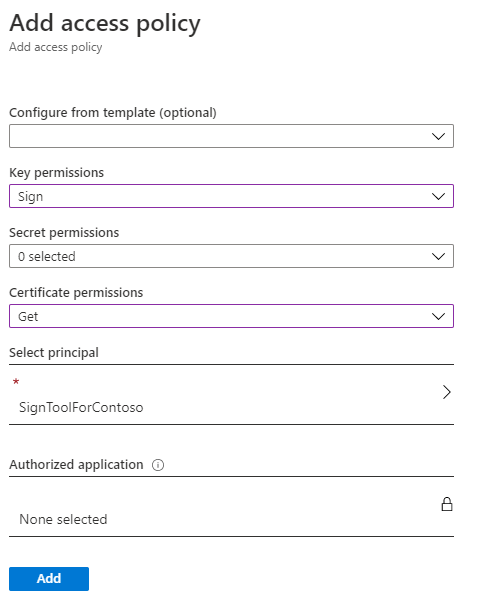 Add access policy
Add access policy
Configure from template (optional)
Key permissions
Sign
Secret permissions
0 selected
Certificate permissions
Get
Select principal
*
SignToolForContoso
Authorized application
None selected
Add